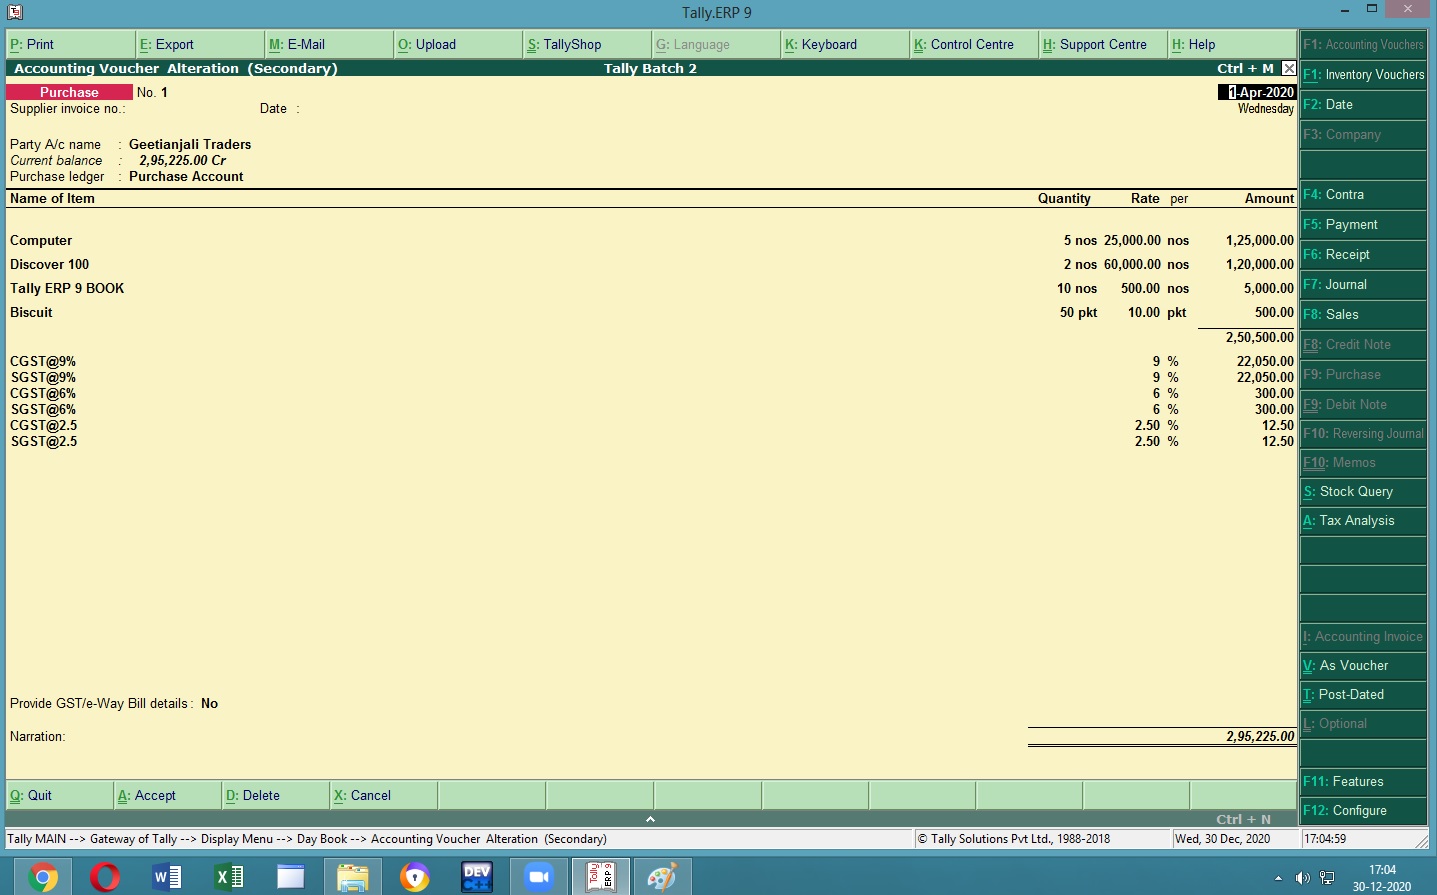 Tally.ERP 9
P: Print E: Export M: E-Mail O: Upload S: TallyShop G: Language K: Keyboard K: Control Centre H: Support Centre H: Help
Accounting Voucher Alteration (Secondary) Tally Batch 2 Ctrl + M
Purchase No. 1 1-Apr-2020
Supplier invoice no.: Date : Wednesday
Party A/c name : Geetianjali Traders
Current balance : 2,95,225.00 Cr
Purchase ledger : Purchase Account
Name of Item Quantity Rate per Amount
Computer 5 nos 25,000.00 nos 1,25,000.00
Discover 100 2 nos 60,000.00 nos 1,20,000.00
Tally ERP 9 BOOK 10 nos 500.00 nos 5,000.00
Biscuit 50 pkt 10.00 pkt 500.00
2,50,500.00
CGST@9% 9 % 22,050.00
SGST@9% 9 % 22,050.00
CGST@6% 6 % 300.00
SGST@6% 6 % 300.00
CGST@2.5 2.50 % 12.50
SGST@2.5 2.50 % 12.50
Provide GST/e-Way Bill details : No
Narration: 2,95,225.00
Q: Quit A: Accept D: Delete X: Cancel
Ctrl + N
F1: Accounting Vouchers
F1: Inventory Vouchers
F2: Date
F3: Company
F4: Contra
F5: Payment
F6: Receipt
F7: Journal
F8: Sales
F8: Credit Note
F9: Purchase
F9: Debit Note
F10: Reversing Journal
F10: Memos
S: Stock Query
A: Tax Analysis
I: Accounting Invoice
V: As Voucher
T: Post-Dated
L: Optional
F11: Features
F12: Configure
Tally MAIN --> Gateway of Tally --> Display Menu --> Day Book --> Accounting Voucher Alteration (Secondary) © Tally Solutions Pvt Ltd., 1988-2018 Wed, 30 Dec, 2020 17:04:59
DEV C++ Tally ERP 9 17:04
30-12-2020